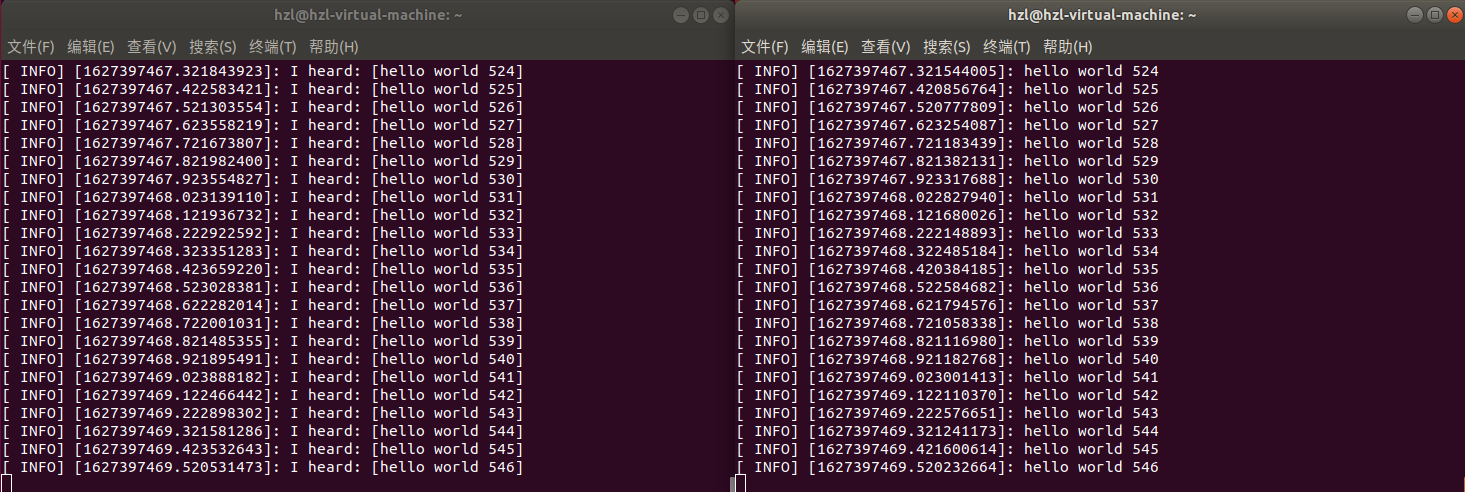 hzl@hzl-virtual-machine: ~
文件(F) 编辑(E) 查看(V) 搜索(S) 终端(T) 帮助(H)
[ INFO] [1627397467.321843923]: I heard: [hello world 524]
[ INFO] [1627397467.422583421]: I heard: [hello world 525]
[ INFO] [1627397467.521303554]: I heard: [hello world 526]
[ INFO] [1627397467.623558219]: I heard: [hello world 527]
[ INFO] [1627397467.721673807]: I heard: [hello world 528]
[ INFO] [1627397467.821982400]: I heard: [hello world 529]
[ INFO] [1627397467.923554827]: I heard: [hello world 530]
[ INFO] [1627397468.023139110]: I heard: [hello world 531]
[ INFO] [1627397468.121936732]: I heard: [hello world 532]
[ INFO] [1627397468.222922592]: I heard: [hello world 533]
[ INFO] [1627397468.323351283]: I heard: [hello world 534]
[ INFO] [1627397468.423659220]: I heard: [hello world 535]
[ INFO] [1627397468.523028381]: I heard: [hello world 536]
[ INFO] [1627397468.622282014]: I heard: [hello world 537]
[ INFO] [1627397468.722001031]: I heard: [hello world 538]
[ INFO] [1627397468.821485355]: I heard: [hello world 539]
[ INFO] [1627397468.921895491]: I heard: [hello world 540]
[ INFO] [1627397469.023888182]: I heard: [hello world 541]
[ INFO] [1627397469.122466442]: I heard: [hello world 542]
[ INFO] [1627397469.222898302]: I heard: [hello world 543]
[ INFO] [1627397469.321581286]: I heard: [hello world 544]
[ INFO] [1627397469.423532643]: I heard: [hello world 545]
[ INFO] [1627397469.520531473]: I heard: [hello world 546]
hzl@hzl-virtual-machine: ~
文件(F) 编辑(E) 查看(V) 搜索(S) 终端(T) 帮助(H)
[ INFO] [1627397467.321544005]: hello world 524
[ INFO] [1627397467.420856764]: hello world 525
[ INFO] [1627397467.520777809]: hello world 526
[ INFO] [1627397467.623254087]: hello world 527
[ INFO] [1627397467.721183439]: hello world 528
[ INFO] [1627397467.821382131]: hello world 529
[ INFO] [1627397467.923317688]: hello world 530
[ INFO] [1627397468.022827940]: hello world 531
[ INFO] [1627397468.121680026]: hello world 532
[ INFO] [1627397468.222148893]: hello world 533
[ INFO] [1627397468.322485184]: hello world 534
[ INFO] [1627397468.420384185]: hello world 535
[ INFO] [1627397468.522584682]: hello world 536
[ INFO] [1627397468.621794576]: hello world 537
[ INFO] [1627397468.721058338]: hello world 538
[ INFO] [1627397468.821116980]: hello world 539
[ INFO] [1627397468.921182768]: hello world 540
[ INFO] [1627397469.023001413]: hello world 541
[ INFO] [1627397469.122110370]: hello world 542
[ INFO] [1627397469.222576651]: hello world 543
[ INFO] [1627397469.321241173]: hello world 544
[ INFO] [1627397469.421600614]: hello world 545
[ INFO] [1627397469.520232664]: hello world 546